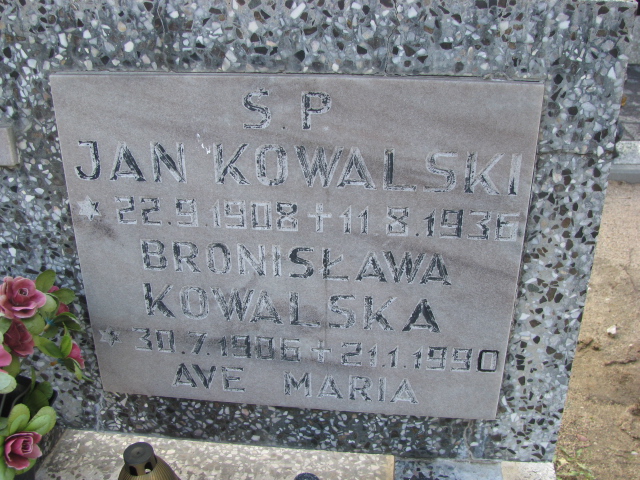 S.P
JAN KOWALSKI
* 22.9.1908 + 11.8.1936
BRONISŁAWA
KOWALSKA
* 30.7.1906 + 21.1.1990
AVE MARIA